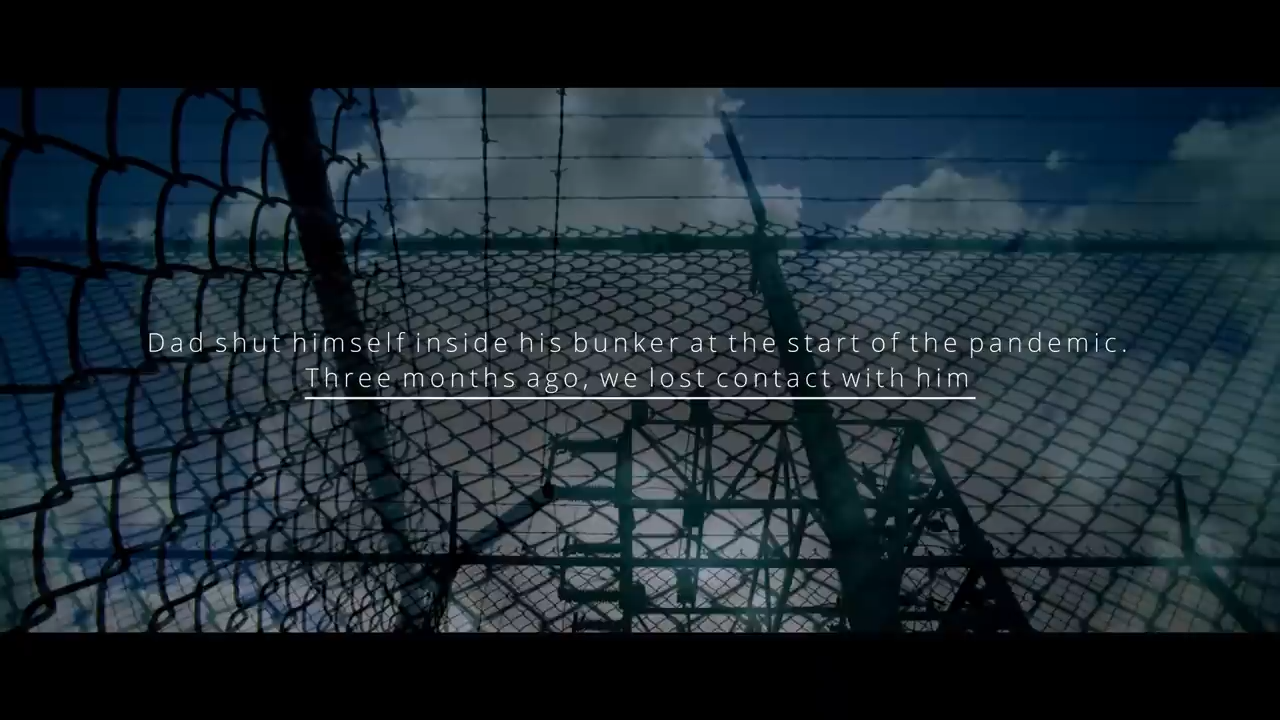 Dad shut himself inside his bunker at the start of the pandemic.
Three months ago, we lost contact with him